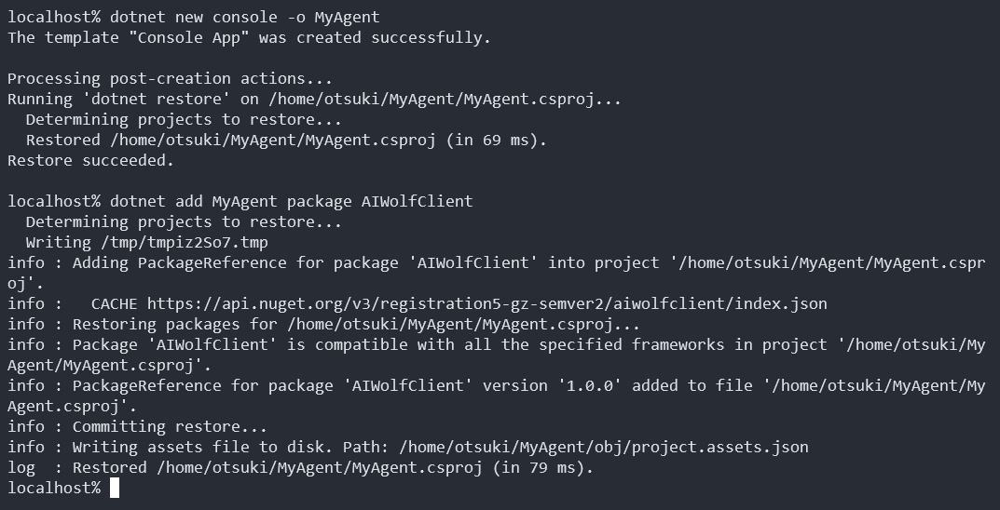 localhost% dotnet new console -o MyAgent
The template "Console App" was created successfully.

Processing post-creation actions...
Running 'dotnet restore' on /home/otsuki/MyAgent/MyAgent.csproj...
  Determining projects to restore...
  Restored /home/otsuki/MyAgent/MyAgent.csproj (in 69 ms).
Restore succeeded.

localhost% dotnet add MyAgent package AIWolfClient
  Determining projects to restore...
  Writing /tmp/tmpiz2So7.tmp
info : Adding PackageReference for package 'AIWolfClient' into project '/home/otsuki/MyAgent/MyAgent.cspr
oj'.
info :   CACHE https://api.nuget.org/v3/registration5-gz-semver2/aiwolfclient/index.json
info : Restoring packages for /home/otsuki/MyAgent/MyAgent.csproj...
info : Package 'AIWolfClient' is compatible with all the specified frameworks in project '/home/otsuki/My
Agent/MyAgent.csproj'.
info : PackageReference for package 'AIWolfClient' version '1.0.0' added to file '/home/otsuki/MyAgent/My
Agent.csproj'.
info : Committing restore...
info : Writing assets file to disk. Path: /home/otsuki/MyAgent/obj/project.assets.json
log  : Restored /home/otsuki/MyAgent/MyAgent.csproj (in 79 ms).
localhost%